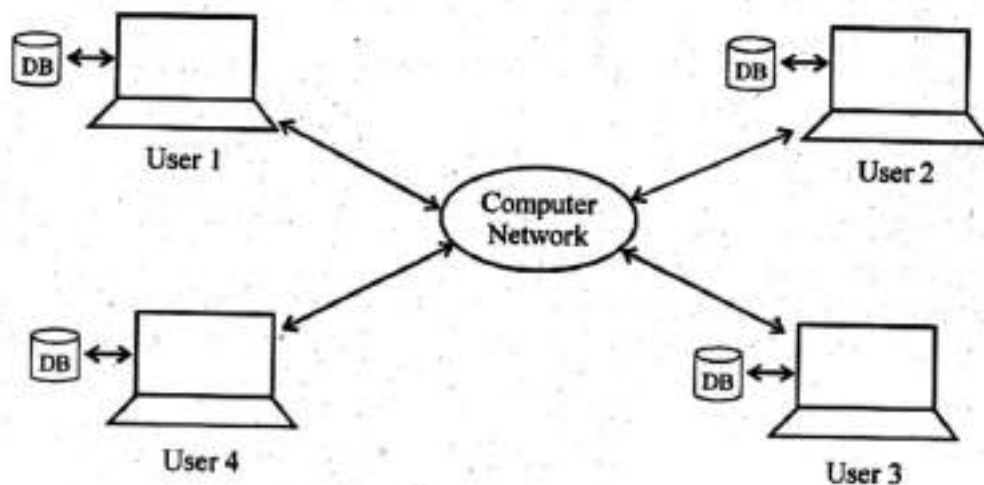 DB
User 1
DB
User 2
Computer
Network
DB
User 4
DB
User 3